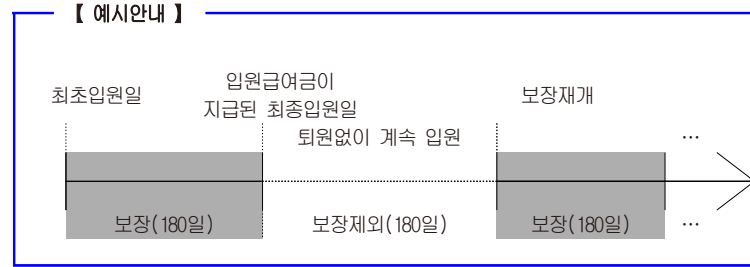 【 예시안내 】
최초입원일
입원급여금이
지급된 최종입원일
보장재개
퇴원없이 계속 입원
…
보장(180일)
보장제외(180일)
보장(180일)
…